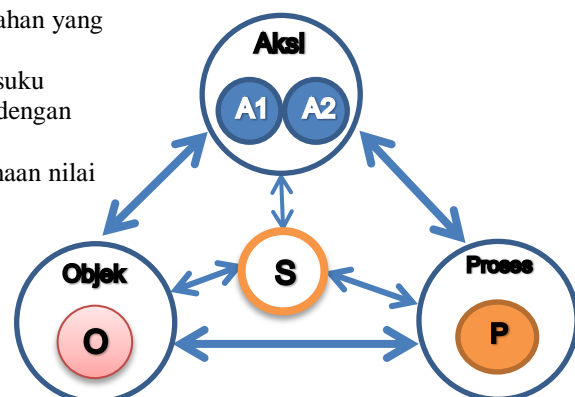 ahan yang
suku
dengan
naan nilai
Aksi
A1 A2
S
Objek
O
Proses
P